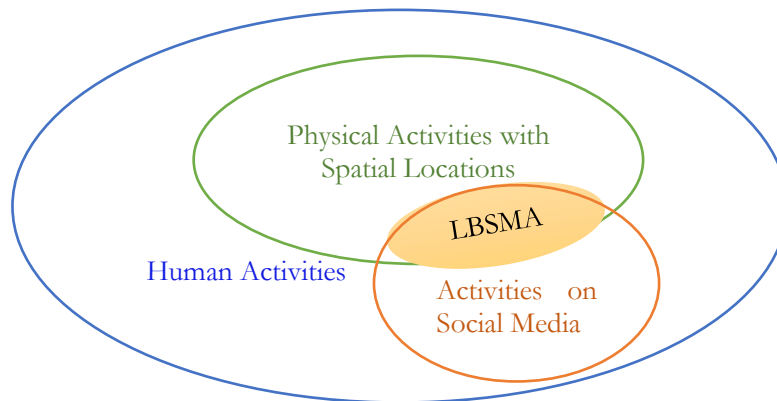 Physical Activities with
Spatial Locations
LBSMA
Human Activities
Activities on
Social Media